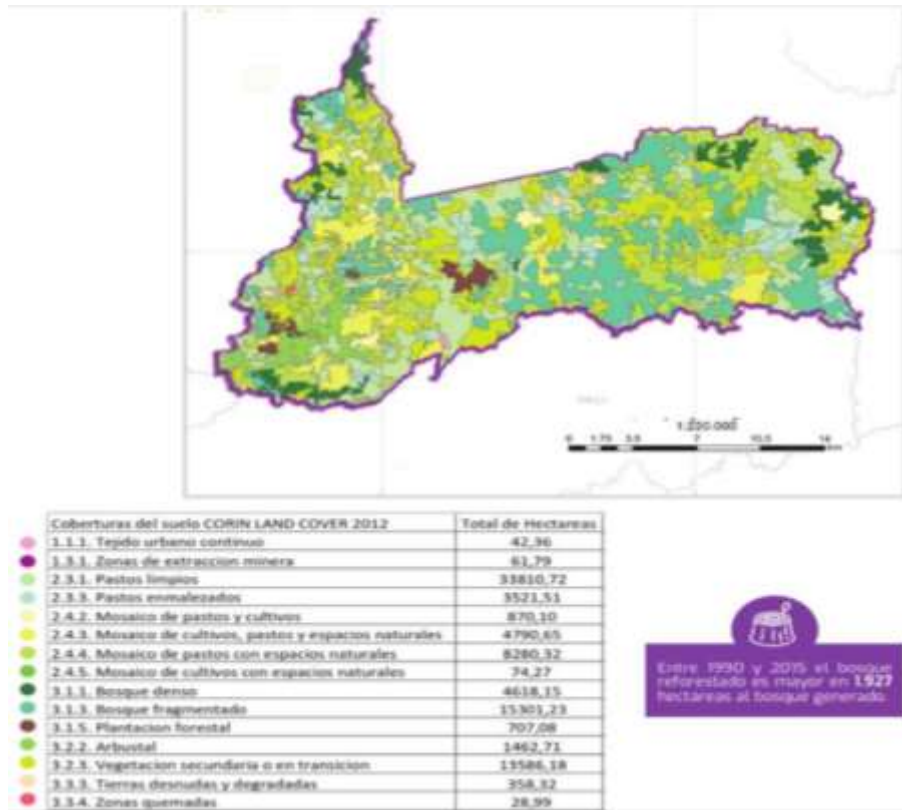 1:220.000
0 1.75 3.5 7 10.5 14
Coberturas del suelo CORIN LAND COVER 2012 Total de Hectareas
1.1.1. Tejido urbano continuo 42,96
1.3.1. Zonas de extraccion minera 61,79
2.3.1. Pastos limpios 33810,72
2.3.3. Pastos enmalezados 3521,51
2.4.2. Mosaico de pastos y cultivos 870,10
2.4.3. Mosaico de cultivos, pastos y espacios naturales 4790,65
2.4.4. Mosaico de pastos con espacios naturales 8280,32
2.4.5. Mosaico de cultivos con espacios naturales 74,27
3.1.1. Bosque denso 4618,15
3.1.3. Bosque fragmentado 15301,23
3.1.5. Plantacion forestal 707,08
3.2.2. Arbustal 1462,71
3.2.3. Vegetacion secundaria o en transicion 13586,18
3.3.3. Tierras desnudas y degradadas 358,32
3.3.4. Zonas quemadas 28,99
Entre 1990 y 2015 el bosque
reforestado es mayor en 1.927
hectáreas al bosque generado